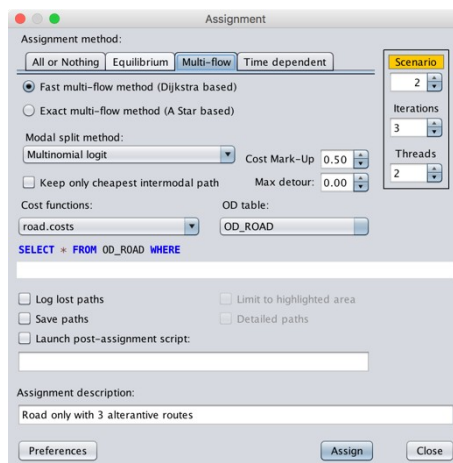 Assignment
Assignment method:
All or Nothing Equilibrium Multi-flow Time dependent
Scenario
2
Fast multi-flow method (Dijkstra based)
Exact multi-flow method (A Star based)
Iterations
3
Modal split method:
Multinomial logit
Cost Mark-Up 0.50
Threads
2
Keep only cheapest intermodal path
Max detour: 0.00
Cost functions:
OD table:
road.costs
OD_ROAD
SELECT * FROM OD_ROAD WHERE
Log lost paths
Limit to highlighted area
Save paths
Detailed paths
Launch post-assignment script:
Assignment description:
Road only with 3 alterantive routes
Preferences
Assign
Close